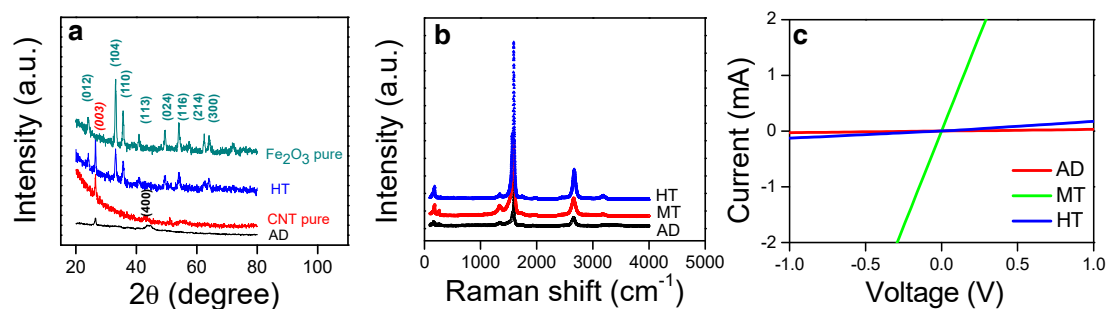 a
Intensity (a.u.)
(012)
(003)
(104)
(110)
(113)
(024)
(116)
(214)
(300)
Fe2O3 pure
HT
CNT pure
(400)
AD
20 40 60 80 100
2θ (degree)
b
Intensity (a.u.)
HT
MT
AD
0 1000 2000 3000 4000 5000
Raman shift (cm-1)
c
Current (mA)
2
1
0
-1
-2
AD
MT
HT
-1.0 -0.5 0.0 0.5 1.0
Voltage (V)